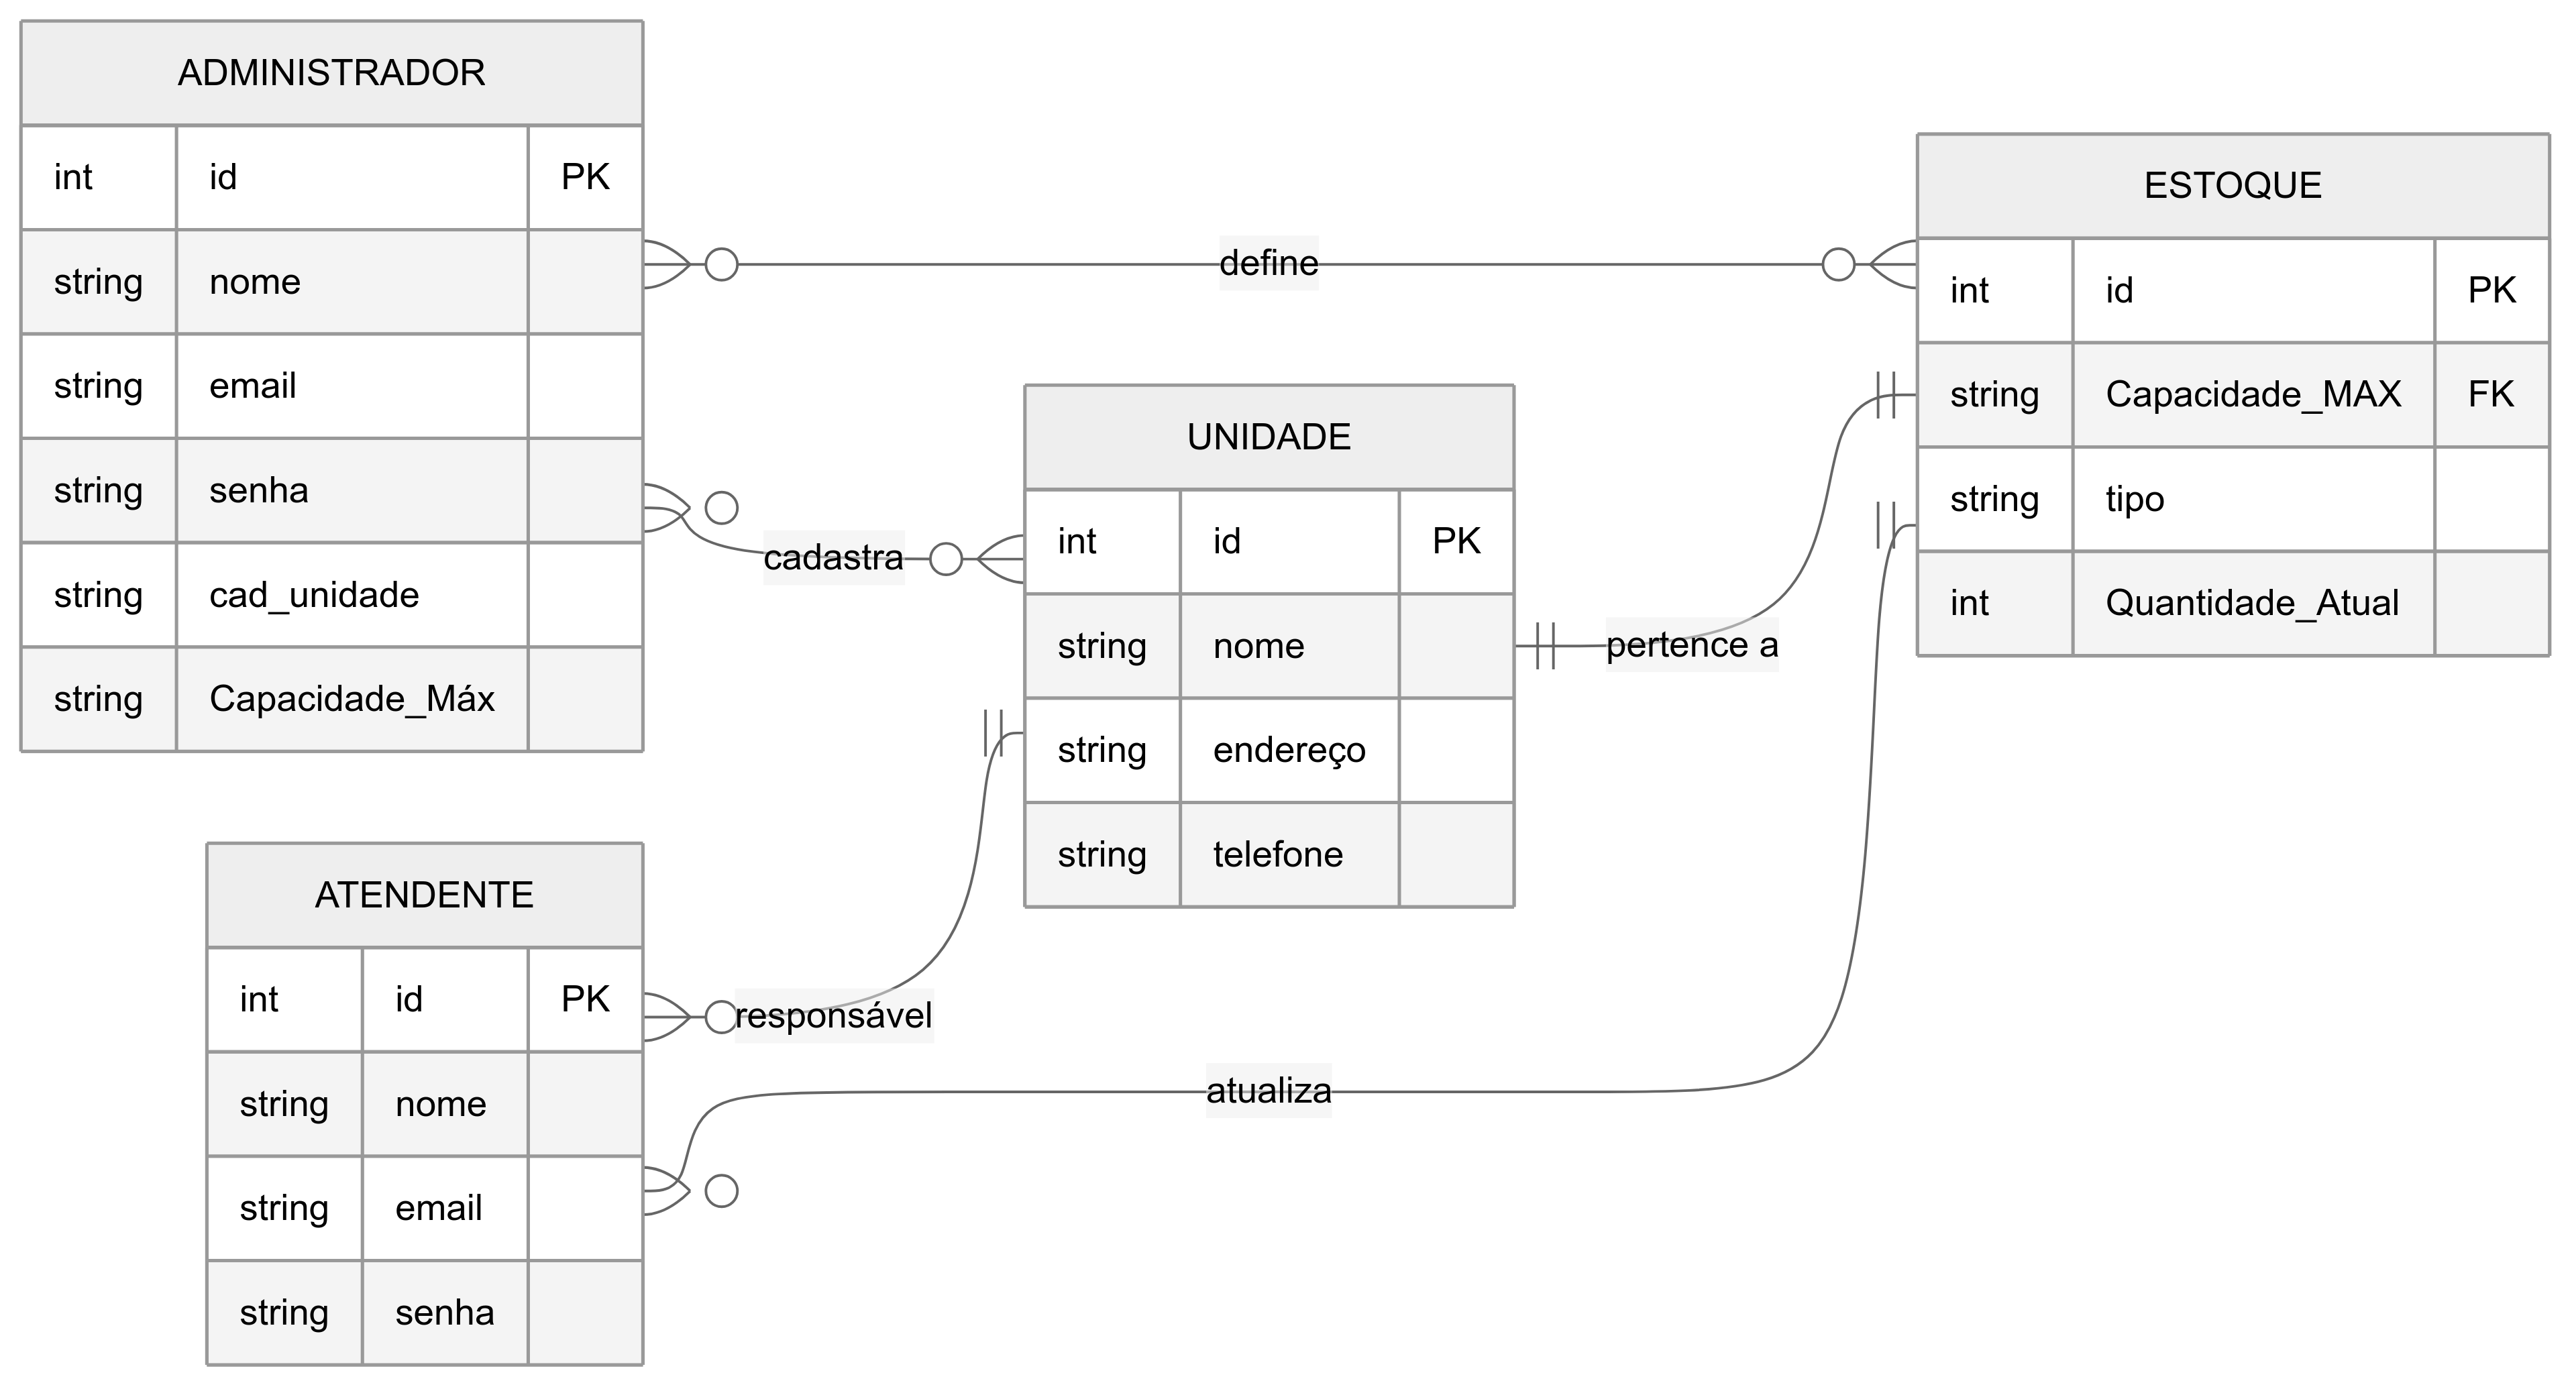 ADMINISTRADOR
int id PK
string nome
string email
string senha
string cad_unidade
string Capacidade_Máx
define
cadastra
ESTOQUE
int id PK
string Capacidade_MAX FK
string tipo
int Quantidade_Atual
UNIDADE
int id PK
string nome
string endereço
string telefone
pertence a
ATENDENTE
int id PK
string nome
string email
string senha
responsável
atualiza